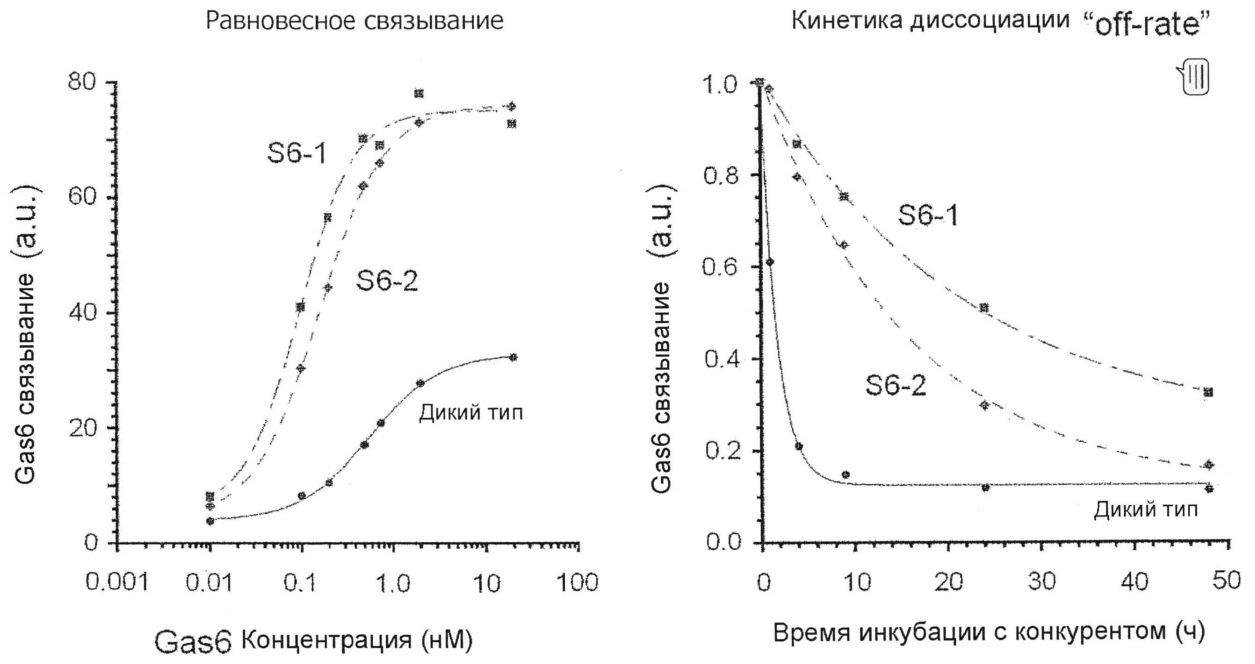 Равновесное связывание
80
60
40
20
0
0.001 0.01 0.1 1.0 10 100
S6-1
S6-2
Дикий тип
Gas6 связывание (a.u.)
Gas6 Концентрация (нМ)
Кинетика диссоциации “off-rate”
1.0
0.8
0.6
0.4
0.2
0.0
0 10 20 30 40 50
S6-1
S6-2
Дикий тип
Gas6 связывание (a.u.)
Время инкубации с конкурентом (ч)